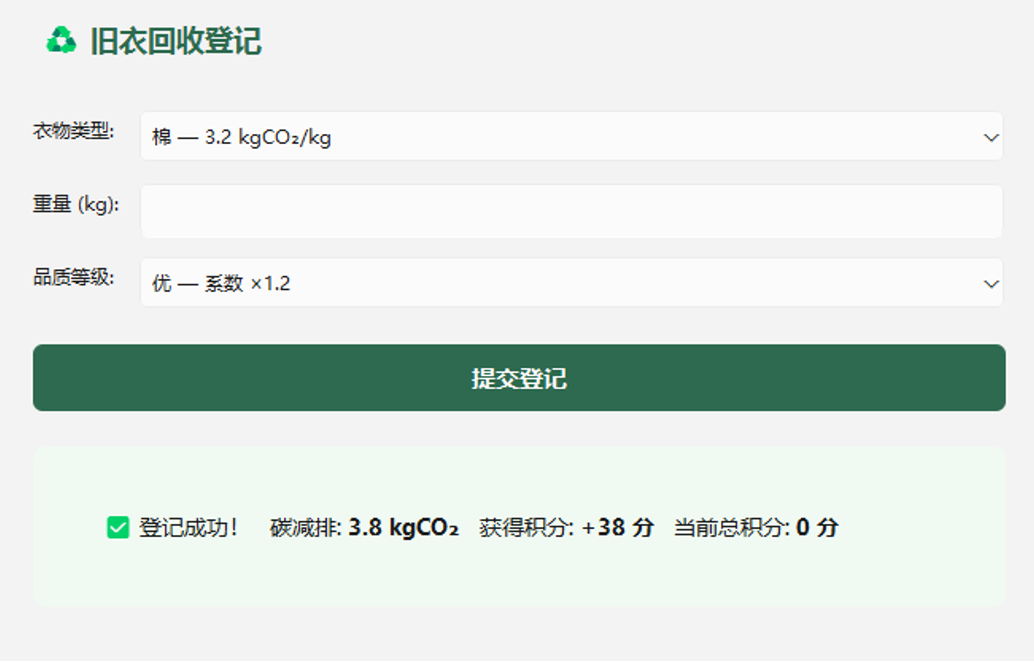 旧衣回收登记
衣物类型: 棉 — 3.2 kgCO₂/kg
重量 (kg):
品质等级: 优 — 系数 ×1.2
提交登记
登记成功! 碳减排: 3.8 kgCO₂ 获得积分: +38 分 当前总积分: 0 分